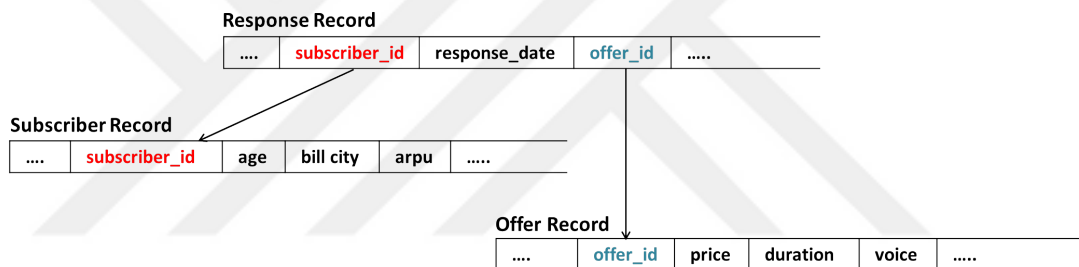 Response Record
.... subscriber_id response_date offer_id .....
Subscriber Record
.... subscriber_id age bill city arpu .....
Offer Record
.... offer_id price duration voice .....